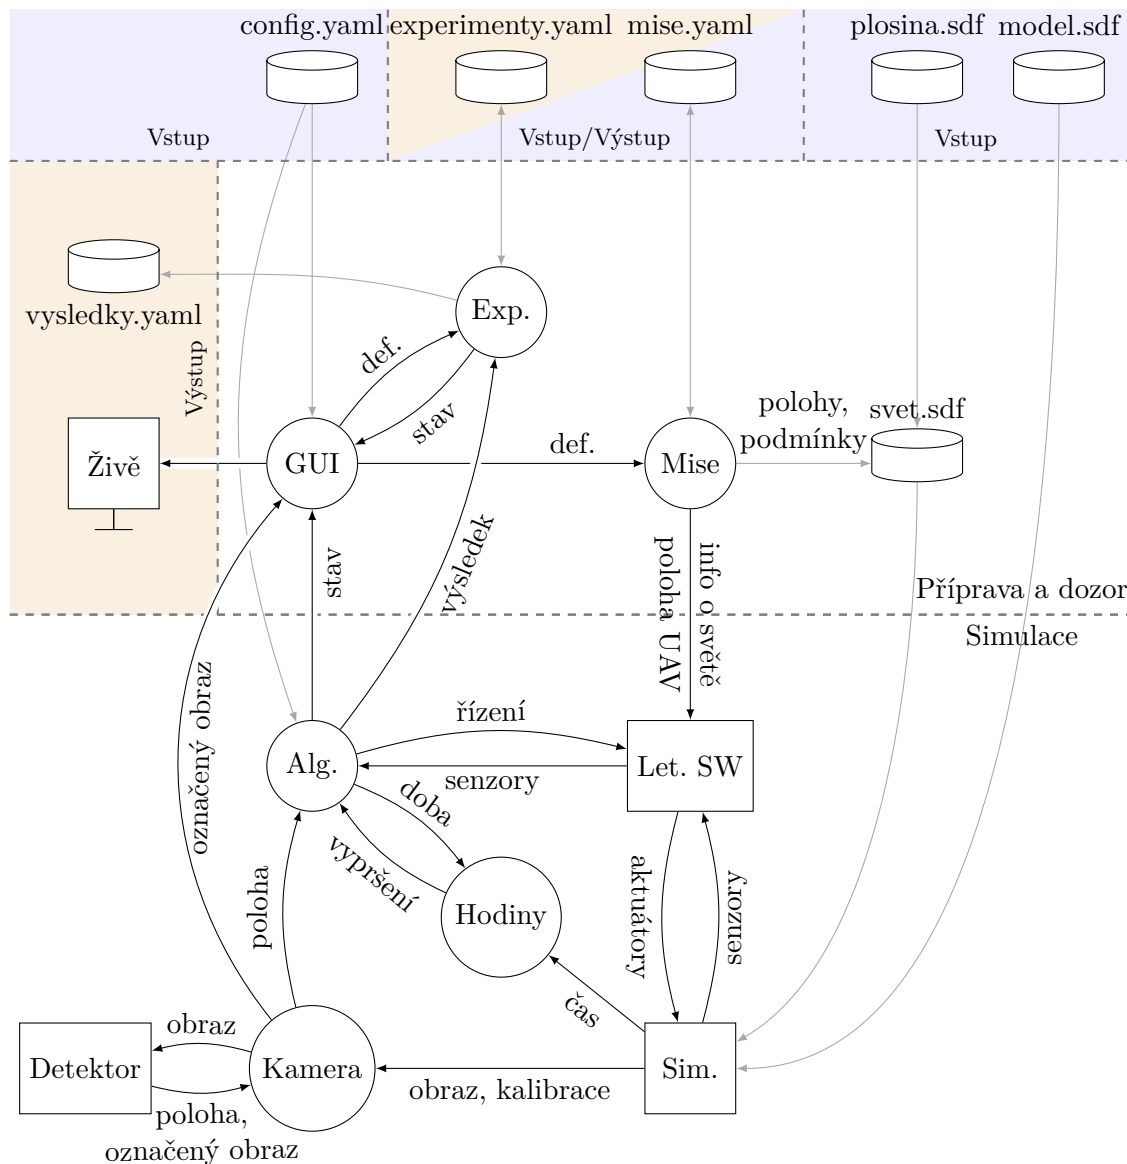 config.yaml
experimenty.yaml
mise.yaml
plosina.sdf
model.sdf
Vstup
Vstup/Výstup
Vstup
vysledky.yaml
Výstup
Exp.
def.
stav
polohy,
podmínky
svet.sdf
Živě
GUI
def.
Mise
stav
výsledek
info o světě
poloha UAV
Příprava a dozor
Simulace
označený obraz
řízení
Alg.
senzory
Let. SW
doba
vypršení
poloha
Hodiny
aktuátory
senzory
čas
obraz
Detektor
Kamera
Sim.
obraz, kalibrace
poloha,
označený obraz